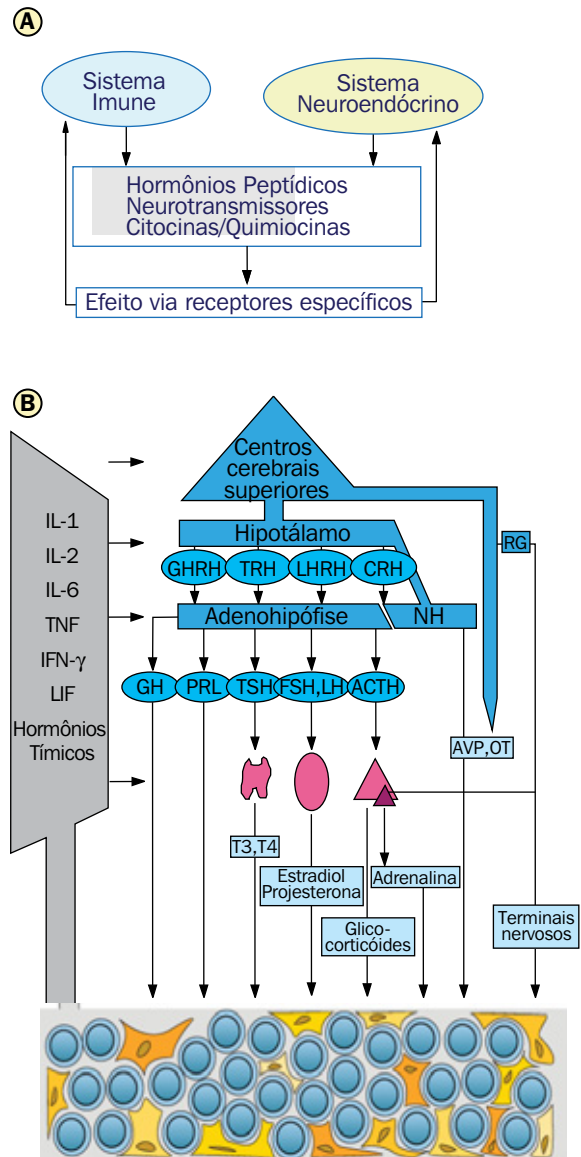 A
Sistema
Imune
Sistema
Neuroendócrino
Hormônios Peptídicos
Neurotransmissores
Citocinas/Quimiocinas
Efeito via receptores específicos
B
Centros
cerebrais
superiores
IL-1
IL-2
IL-6
TNF
IFN-γ
LIF
Hormônios
Tímicos
Hipotálamo
RG
GHRH TRH LHRH CRH
Adenohipófise NH
GH PRL TSH FSH,LH ACTH
AVP,OT
T3,T4
Estradiol
Projesterona
Adrenalina
Glico-
corticóides
Terminais
nervosos